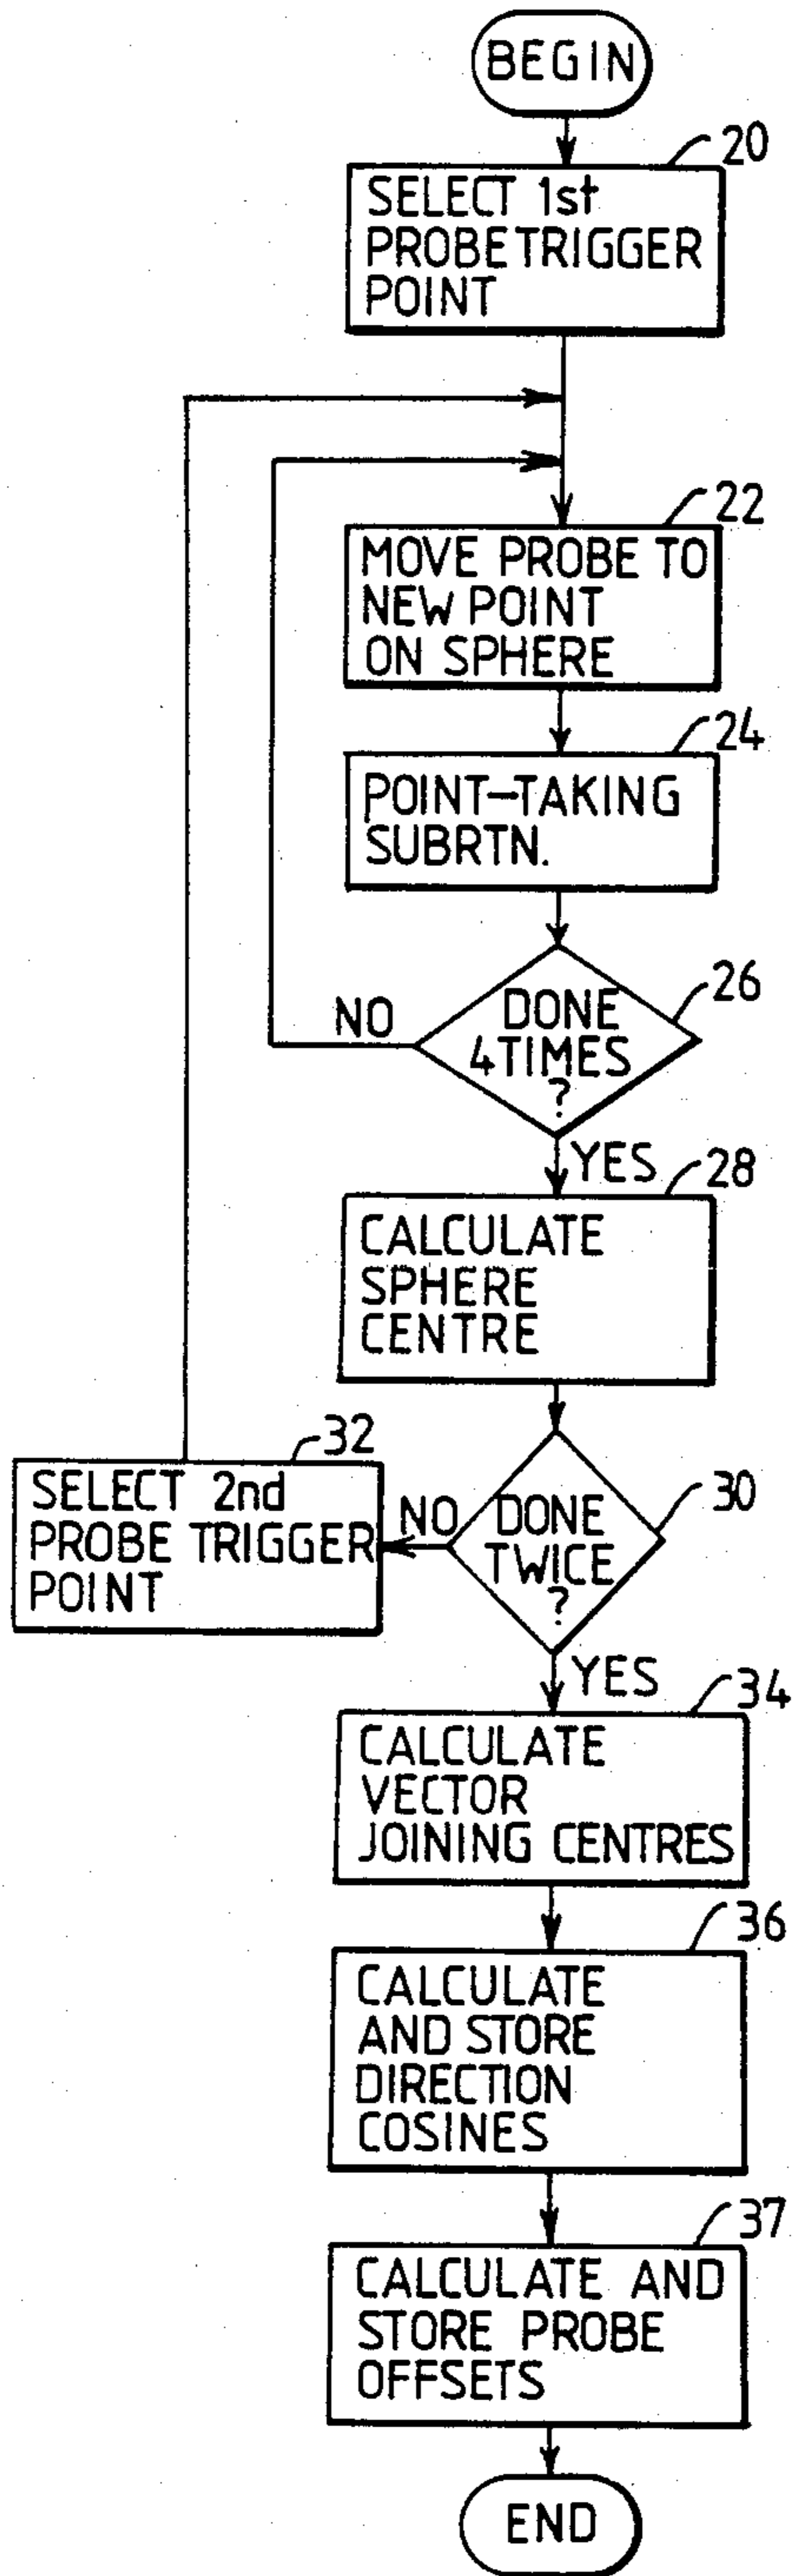 BEGIN
20
SELECT 1st
PROBE TRIGGER
POINT
22
MOVE PROBE TO
NEW POINT
ON SPHERE
24
POINT-TAKING
SUBRTN.
26
DONE
4 TIMES
?
NO
YES
28
CALCULATE
SPHERE
CENTRE
30
DONE
TWICE
?
NO
32
SELECT 2nd
PROBE TRIGGER
POINT
YES
34
CALCULATE
VECTOR
JOINING CENTRES
36
CALCULATE
AND STORE
DIRECTION
COSINES
37
CALCULATE AND
STORE PROBE
OFFSETS
END